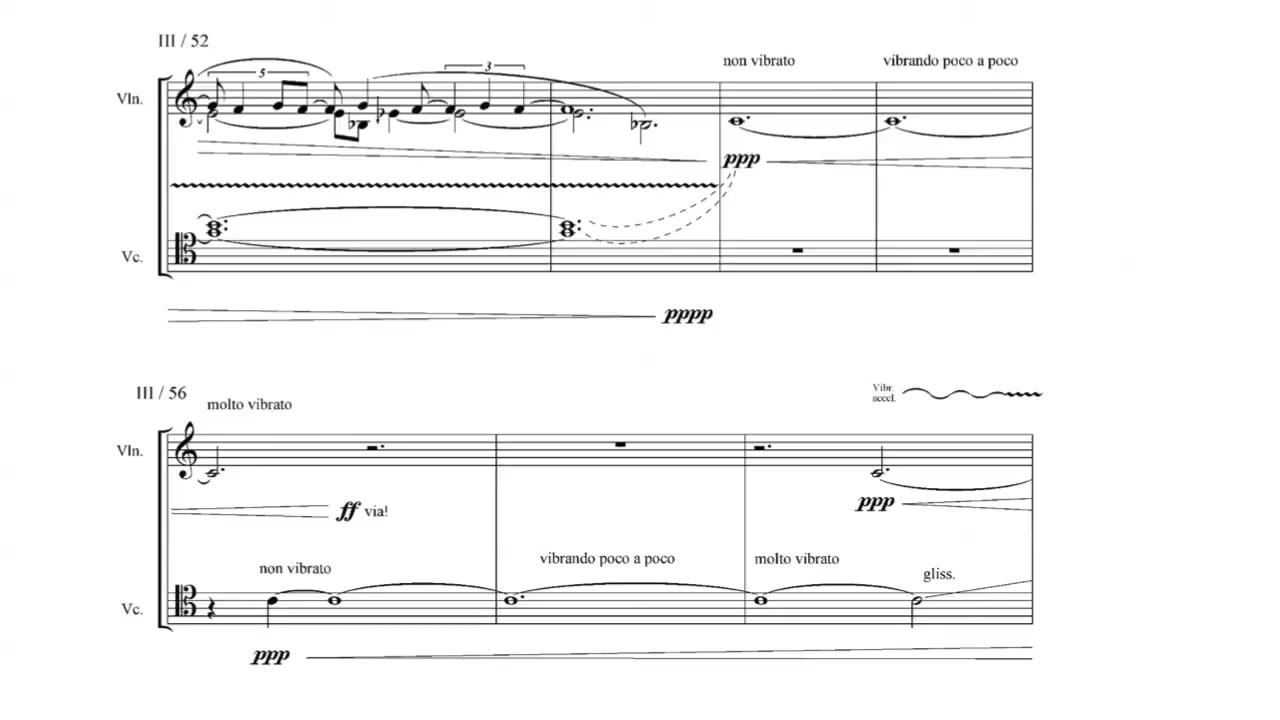 III / 52
non vibrato
vibrando poco a poco
Vln.
5
3
ppp
Vc.
pppp
III / 56
molto vibrato
Vibr.
accel.
Vln.
ff via!
ppp
non vibrato
vibrando poco a poco
molto vibrato
gliss.
Vc.
ppp